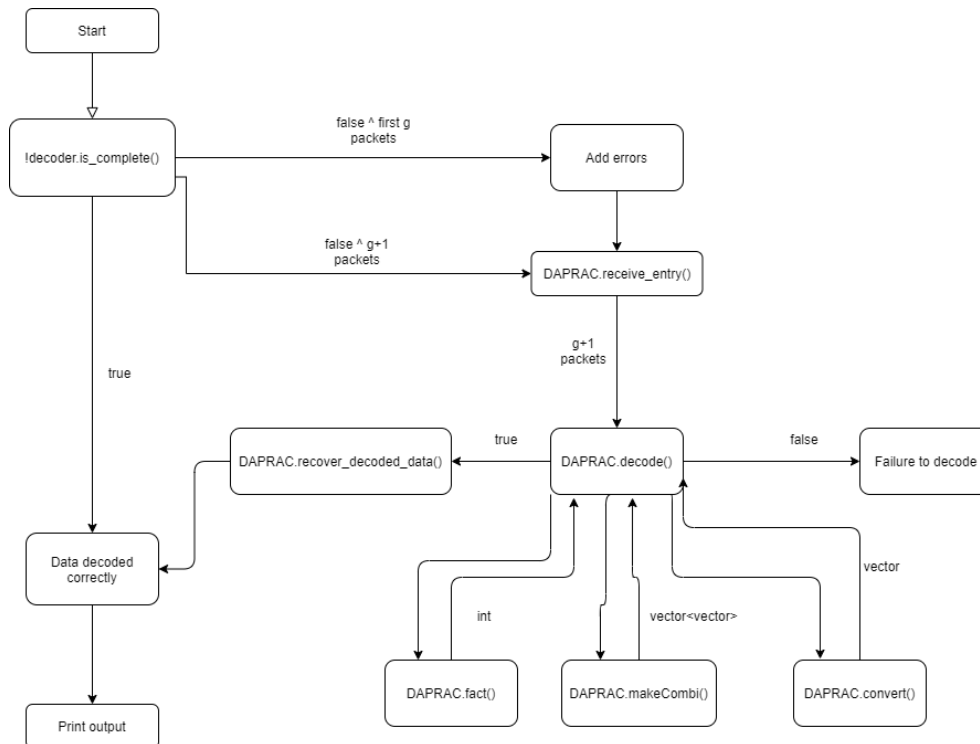 Start
!decoder.is_complete()
false ^ first g
packets
Add errors
false ^ g+1
packets
DAPRAC.receive_entry()
g+1
packets
true
DAPRAC.recover_decoded_data()
true
DAPRAC.decode()
false
Failure to decode
Data decoded
correctly
int
vector<vector>
vector
DAPRAC.fact()
DAPRAC.makeCombi()
DAPRAC.convert()
Print output